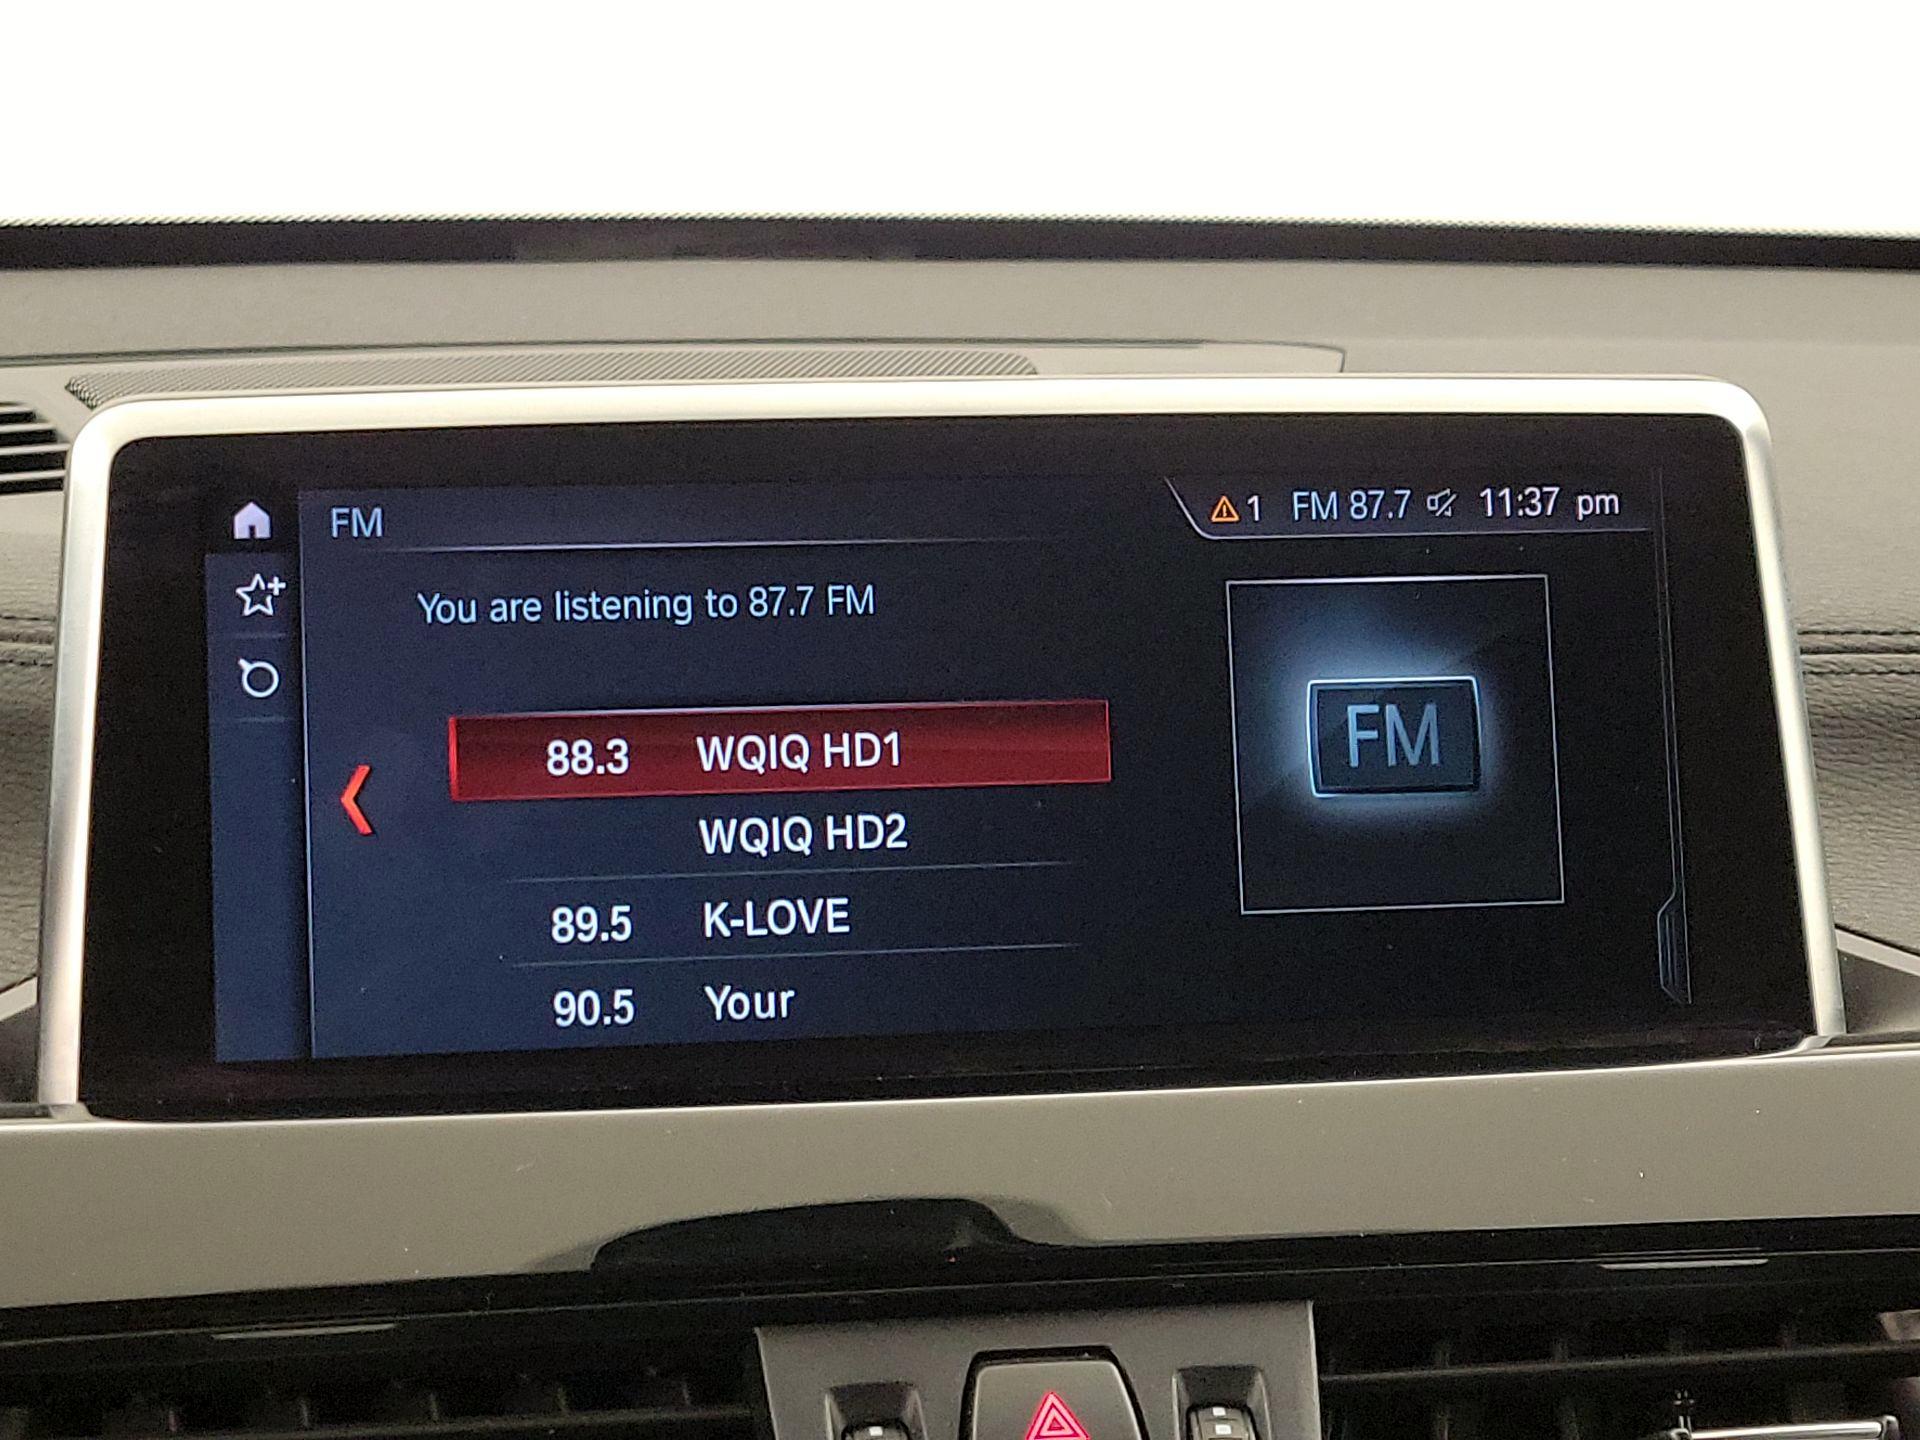 FM
1 FM 87.7 11:37 pm
You are listening to 87.7 FM
88.3 WQIQ HD1
WQIQ HD2
89.5 K-LOVE
90.5 Your
FM